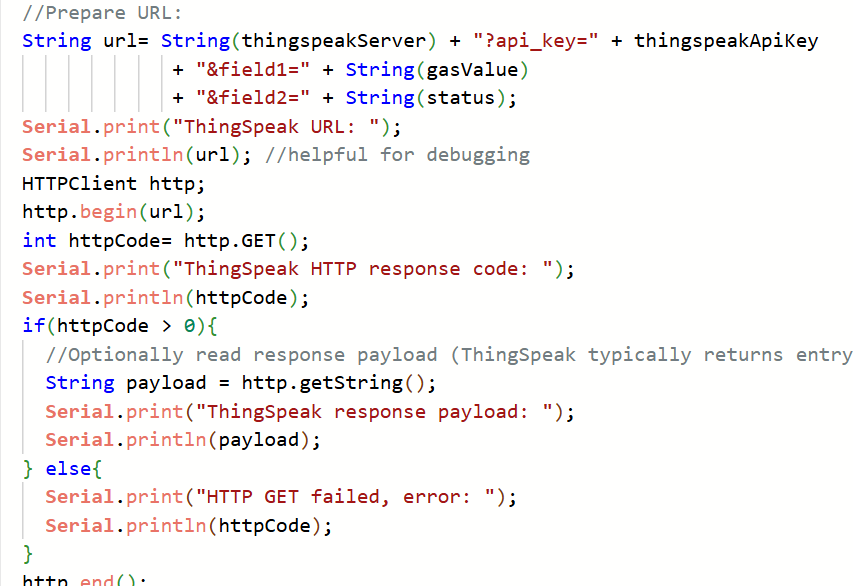 //Prepare URL:
String url= String(thingspeakServer) + "?api_key=" + thingspeakApiKey
+ "&field1=" + String(gasValue)
+ "&field2=" + String(status);
Serial.print("ThingSpeak URL: ");
Serial.println(url); //helpful for debugging
HTTPClient http;
http.begin(url);
int httpCode= http.GET();
Serial.print("ThingSpeak HTTP response code: ");
Serial.println(httpCode);
if(httpCode > 0){
//Optionally read response payload (ThingSpeak typically returns entry
String payload = http.getString();
Serial.print("ThingSpeak response payload: ");
Serial.println(payload);
} else{
Serial.print("HTTP GET failed, error: ");
Serial.println(httpCode);
}
http.end();